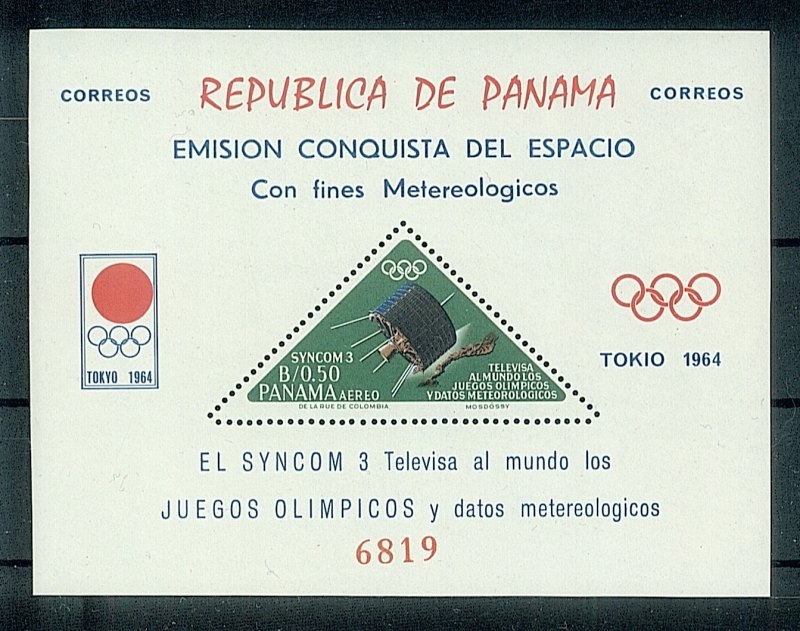 CORREOS REPUBLICA DE PANAMA CORREOS
EMISION CONQUISTA DEL ESPACIO
Con fines Metereologicos
TOKYO 1964
TOKIO 1964
SYNCOM 3
B/0.50
PANAMA AEREO
TELEVISA
AL MUNDO LOS
JUEGOS OLIMPICOS
Y DATOS METEOROLOGICOS
DE LA RUE DE COLOMBIA MOSDOSSY
EL SYNCOM 3 Televisa al mundo los
JUEGOS OLIMPICOS y datos metereologicos
6819